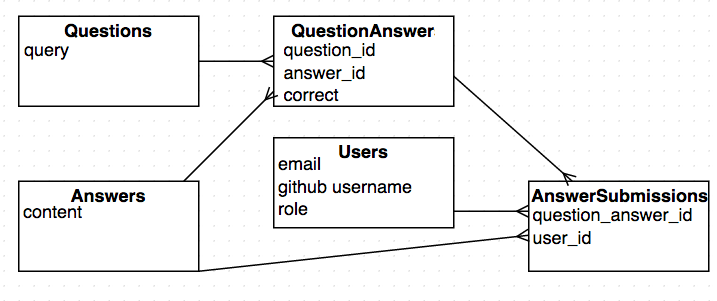 Questions
query
QuestionAnswer
question_id
answer_id
correct
Users
email
github username
role
Answers
content
AnswerSubmissions
question_answer_id
user_id